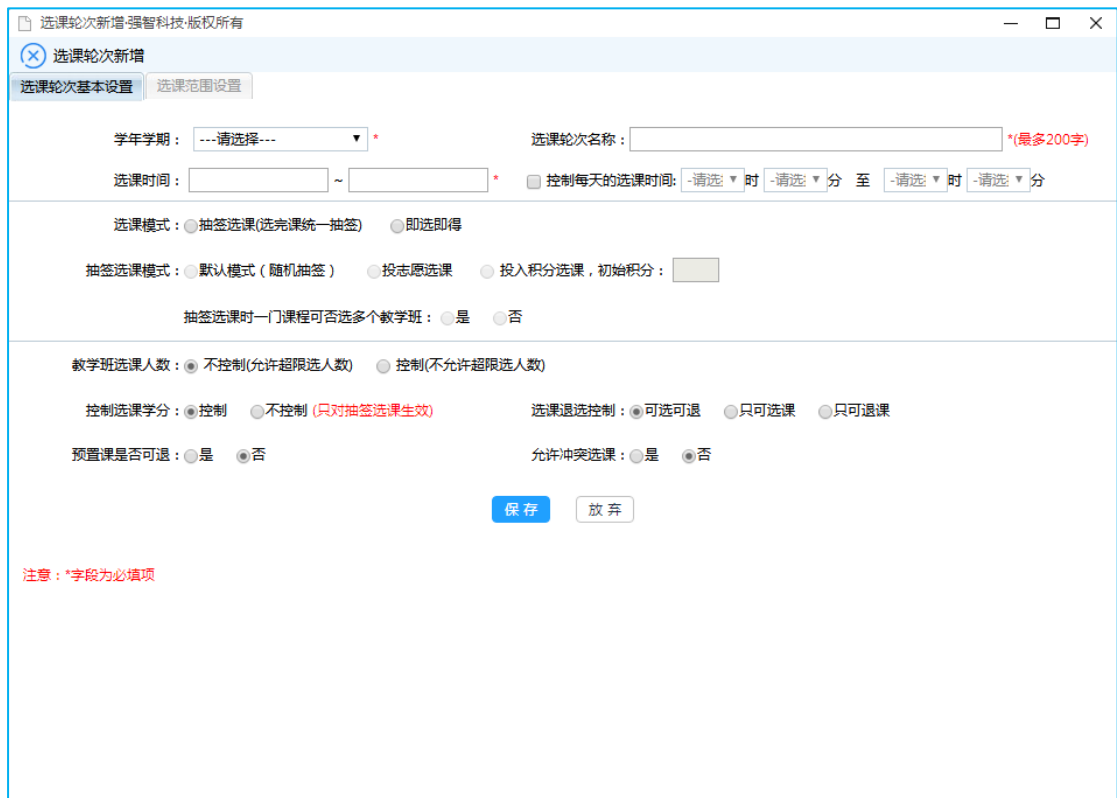 选课轮次新增·强智科技·版权所有
选课轮次新增
选课轮次基本设置 选课范围设置
学年学期： ---请选择--- * 选课轮次名称： *(最多200字)
选课时间： ~ * 控制每天的选课时间: -请选 时 -请选 分 至 -请选 时 -请选 分
选课模式： 抽签选课(选完课统一抽签) 即选即得
抽签选课模式： 默认模式（随机抽签） 投志愿选课 投入积分选课，初始积分：
抽签选课时一门课程可否选多个教学班： 是 否
教学班选课人数： 不控制(允许超限选人数) 控制(不允许超限选人数)
控制选课学分： 控制 不控制 (只对抽签选课生效) 选课退选控制： 可选可退 只可选课 只可退课
预置课是否可退： 是 否 允许冲突选课： 是 否
保 存 放 弃
注意：*字段为必填项